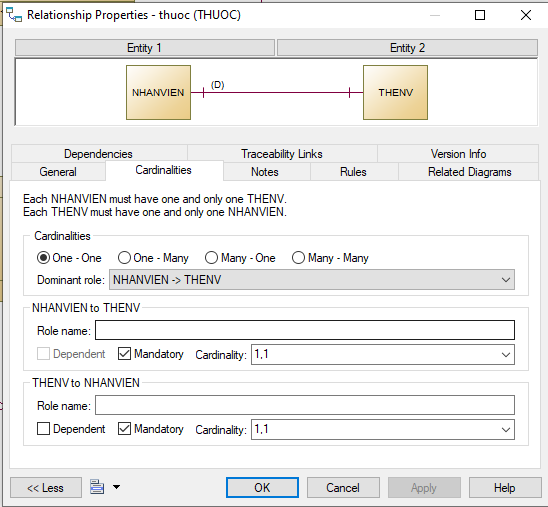 Relationship Properties - thuoc (THUOC)
Entity 1
Entity 2
NHANVIEN
(D)
THENV
Dependencies
Traceability Links
Version Info
General
Cardinalities
Notes
Rules
Related Diagrams
Each NHANVIEN must have one and only one THENV.
Each THENV must have one and only one NHANVIEN.
Cardinalities
One - One
One - Many
Many - One
Many - Many
Dominant role: NHANVIEN -> THENV
NHANVIEN to THENV
Role name:
Dependent
Mandatory
Cardinality: 1,1
THENV to NHANVIEN
Role name:
Dependent
Mandatory
Cardinality: 1,1
<< Less
OK
Cancel
Apply
Help